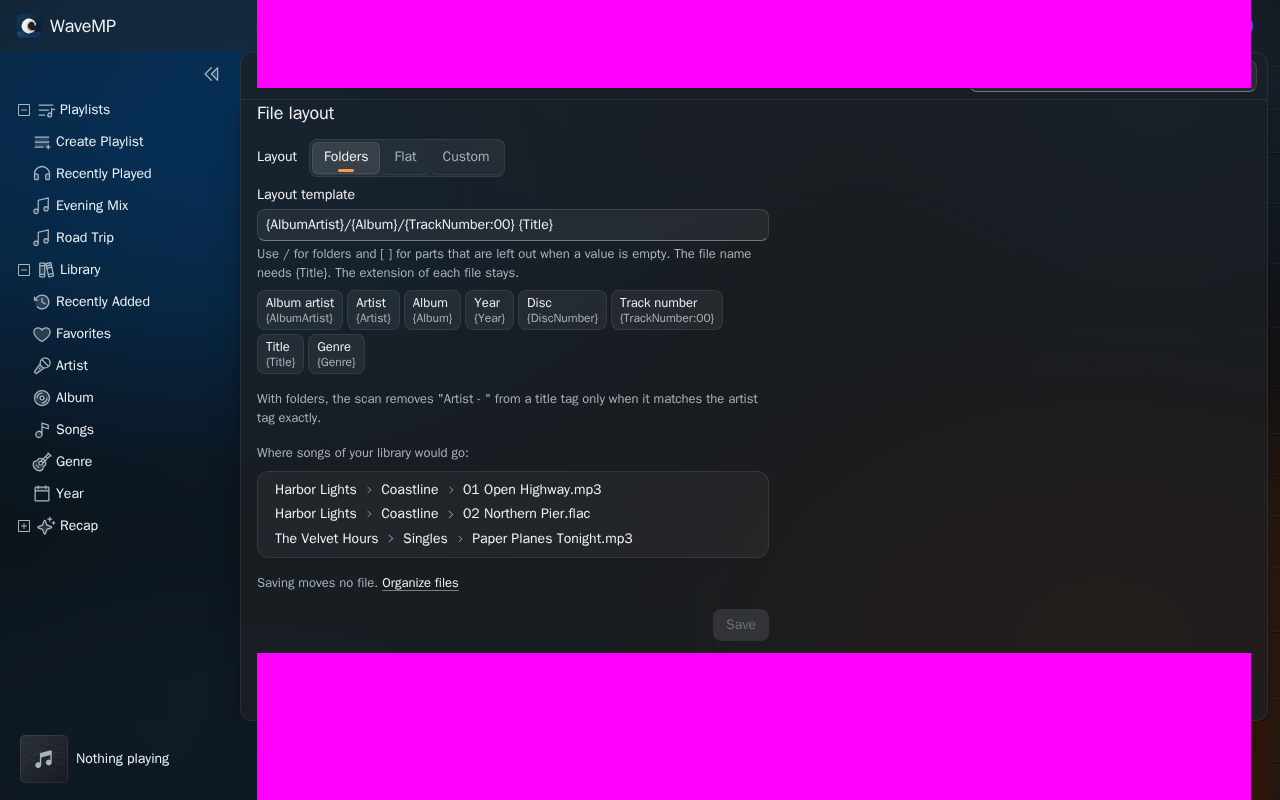 WaveMP
Playlists
Create Playlist
Recently Played
Evening Mix
Road Trip
Library
Recently Added
Favorites
Artist
Album
Songs
Genre
Year
Recap
Nothing playing
File layout
Layout Folders Flat Custom
Layout template
{AlbumArtist}/{Album}/{TrackNumber:00} {Title}
Use / for folders and [ ] for parts that are left out when a value is empty. The file name
needs {Title}. The extension of each file stays.
Album artist Artist Album Year Disc Track number
{AlbumArtist} {Artist} {Album} {Year} {DiscNumber} {TrackNumber:00}
Title Genre
{Title} {Genre}
With folders, the scan removes "Artist - " from a title tag only when it matches the artist
tag exactly.
Where songs of your library would go:
Harbor Lights > Coastline > 01 Open Highway.mp3
Harbor Lights > Coastline > 02 Northern Pier.flac
The Velvet Hours > Singles > Paper Planes Tonight.mp3
Saving moves no file. Organize files
Save